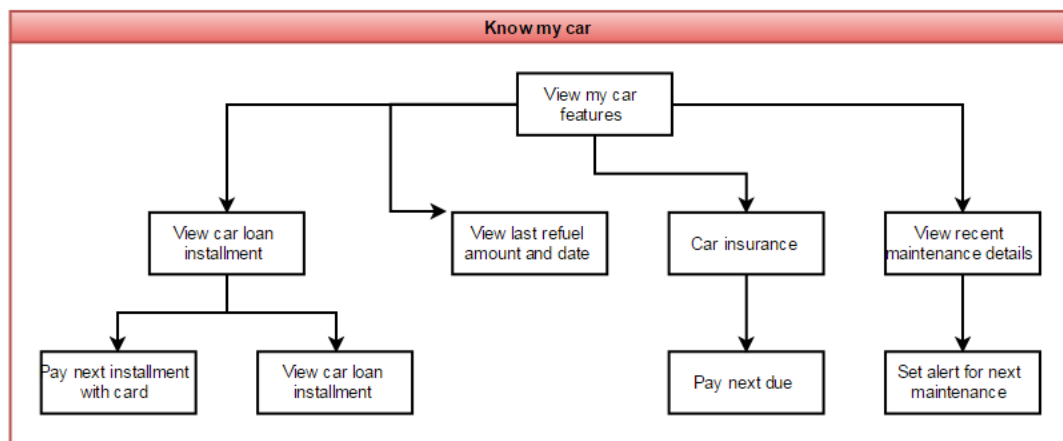 Know my car
View my car
features
View car loan
installment
View last refuel
amount and date
Car insurance
View recent
maintenance details
Pay next installment
with card
View car loan
installment
Pay next due
Set alert for next
maintenance